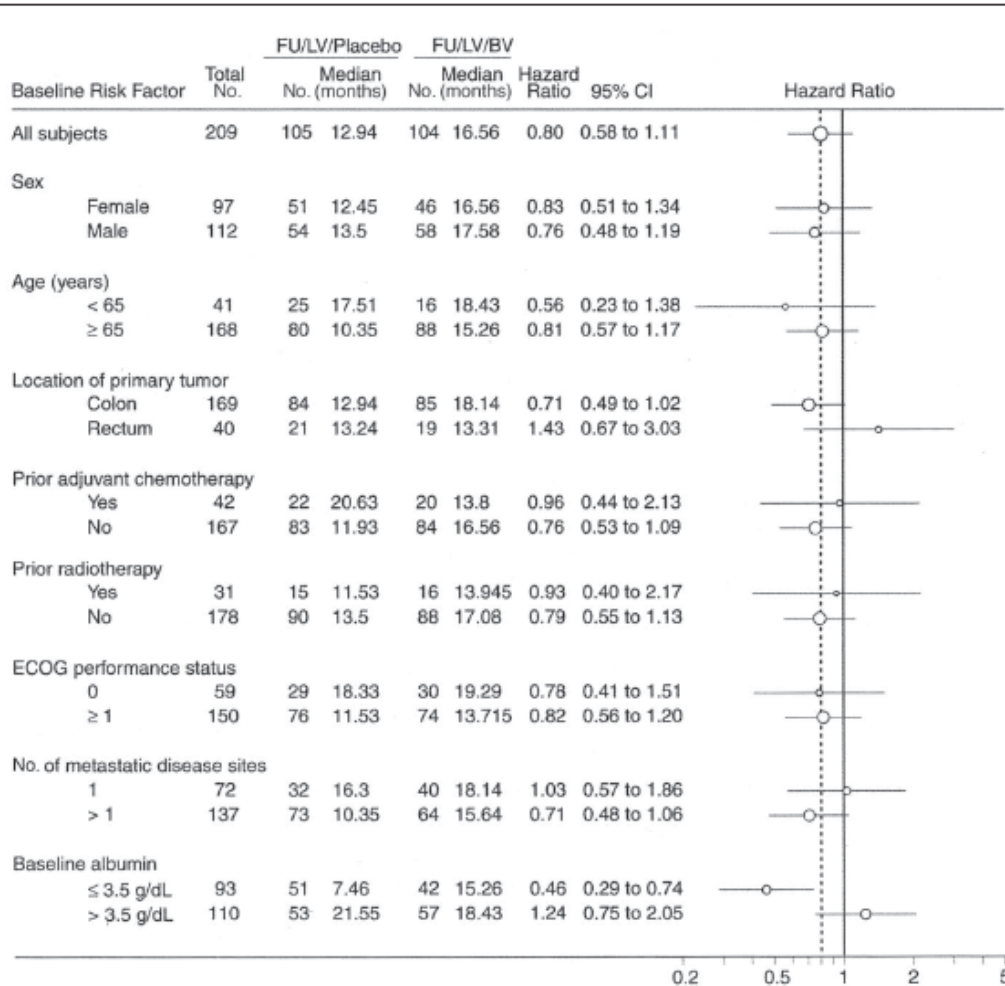 FU/LV/Placebo FU/LV/BV
Baseline Risk Factor Total No. No. Median (months) No. Median (months) Hazard Ratio 95% CI Hazard Ratio
All subjects 209 105 12.94 104 16.56 0.80 0.58 to 1.11
Sex
Female 97 51 12.45 46 16.56 0.83 0.51 to 1.34
Male 112 54 13.5 58 17.58 0.76 0.48 to 1.19
Age (years)
< 65 41 25 17.51 16 18.43 0.56 0.23 to 1.38
≥ 65 168 80 10.35 88 15.26 0.81 0.57 to 1.17
Location of primary tumor
Colon 169 84 12.94 85 18.14 0.71 0.49 to 1.02
Rectum 40 21 13.24 19 13.31 1.43 0.67 to 3.03
Prior adjuvant chemotherapy
Yes 42 22 20.63 20 13.8 0.96 0.44 to 2.13
No 167 83 11.93 84 16.56 0.76 0.53 to 1.09
Prior radiotherapy
Yes 31 15 11.53 16 13.945 0.93 0.40 to 2.17
No 178 90 13.5 88 17.08 0.79 0.55 to 1.13
ECOG performance status
0 59 29 18.33 30 19.29 0.78 0.41 to 1.51
≥ 1 150 76 11.53 74 13.715 0.82 0.56 to 1.20
No. of metastatic disease sites
1 72 32 16.3 40 18.14 1.03 0.57 to 1.86
> 1 137 73 10.35 64 15.64 0.71 0.48 to 1.06
Baseline albumin
≤ 3.5 g/dL 93 51 7.46 42 15.26 0.46 0.29 to 0.74
> 3.5 g/dL 110 53 21.55 57 18.43 1.24 0.75 to 2.05
0.2 0.5 1 2 5